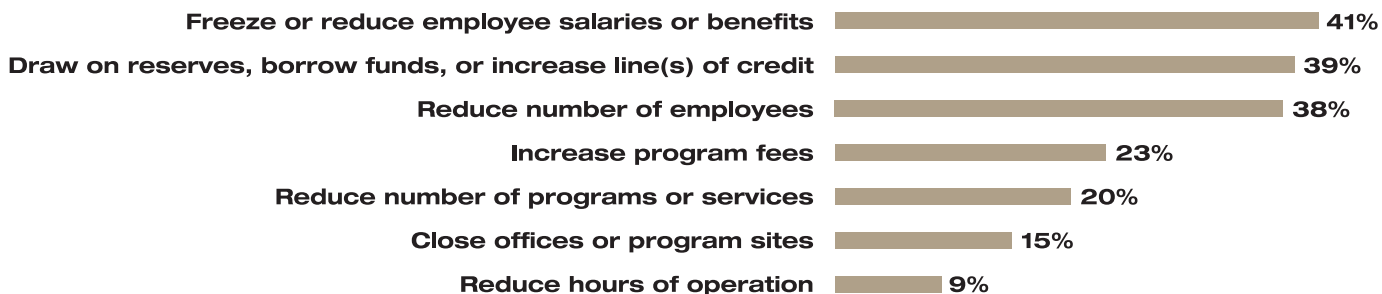 Freeze or reduce employee salaries or benefits 41%
Draw on reserves, borrow funds, or increase line(s) of credit 39%
Reduce number of employees 38%
Increase program fees 23%
Reduce number of programs or services 20%
Close offices or program sites 15%
Reduce hours of operation 9%